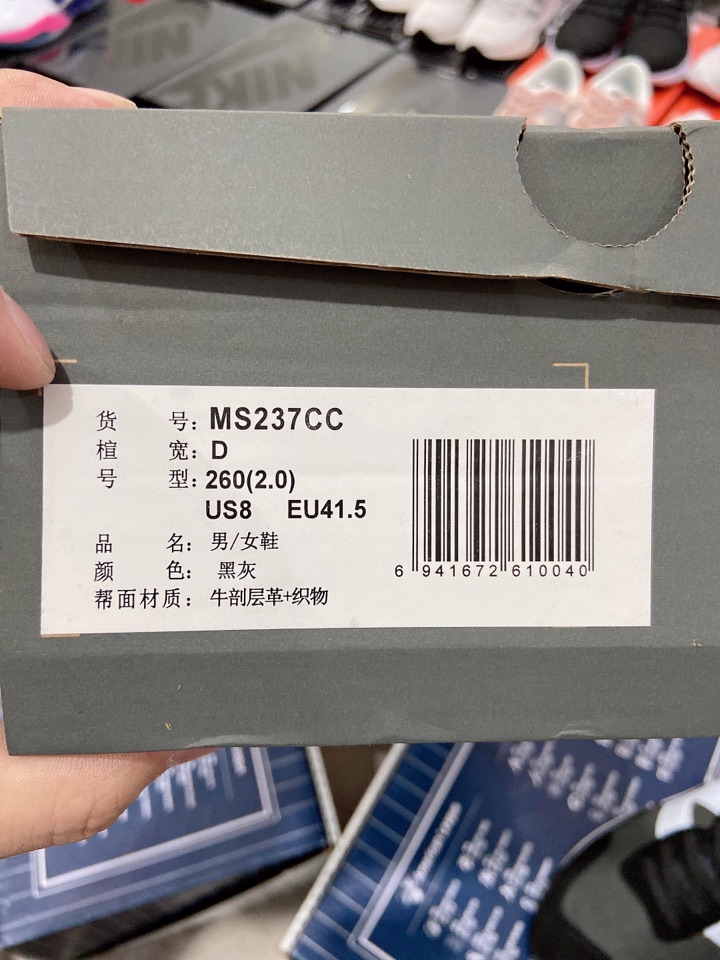 NIKE
货 号: MS237CC
楦 宽: D
号 型: 260(2.0)
US8 EU41.5
品 名: 男/女鞋
颜 色: 黑灰
帮面材质: 牛剖层革+织物
6 941672 610040